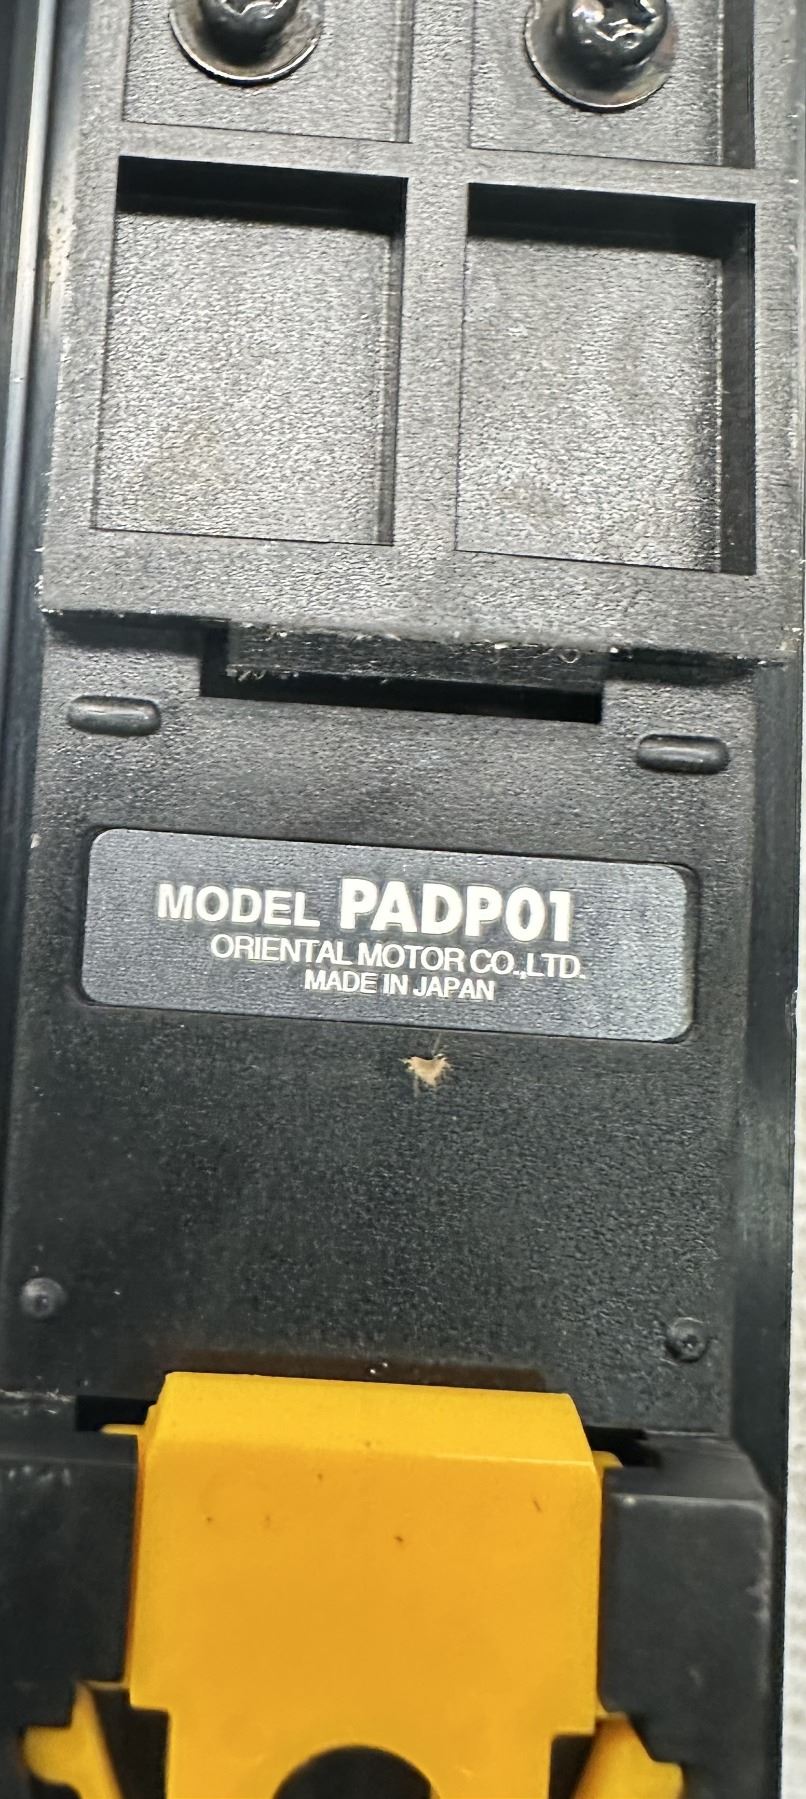 MODEL PADP01
ORIENTAL MOTOR CO.,LTD.
MADE IN JAPAN